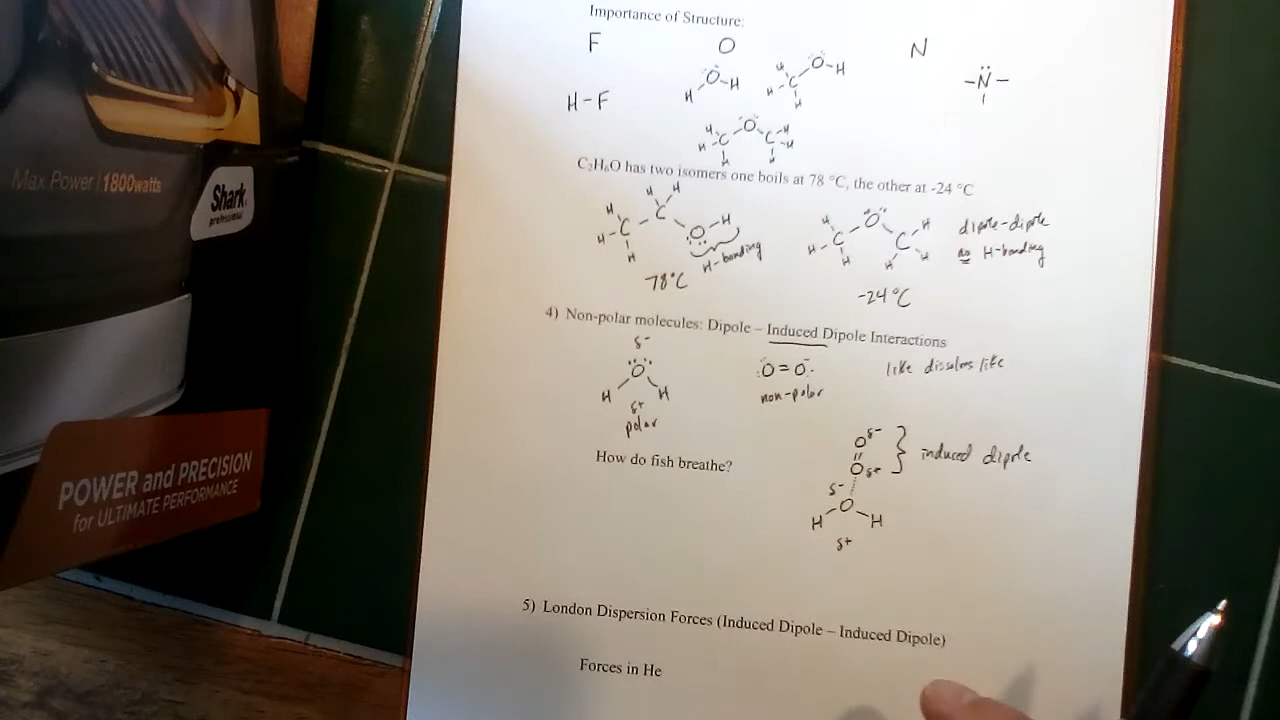 Importance of Structure:
F O N
H-F
C₂H₆O has two isomers one boils at 78 °C, the other at -24 °C
H-bonding
78°C
dipole-dipole
no H-bonding
-24°C
4) Non-polar molecules: Dipole – Induced Dipole Interactions
δ-
H H
δ+
polar
:O=O:
non-polar
like dissolves like
How do fish breathe?
O δ-
O δ+
induced dipole
δ-
H O H
δ+
5) London Dispersion Forces (Induced Dipole – Induced Dipole)
Forces in He
Max Power | 1800watts
Shark
professional
POWER and PRECISION
for ULTIMATE PERFORMANCE